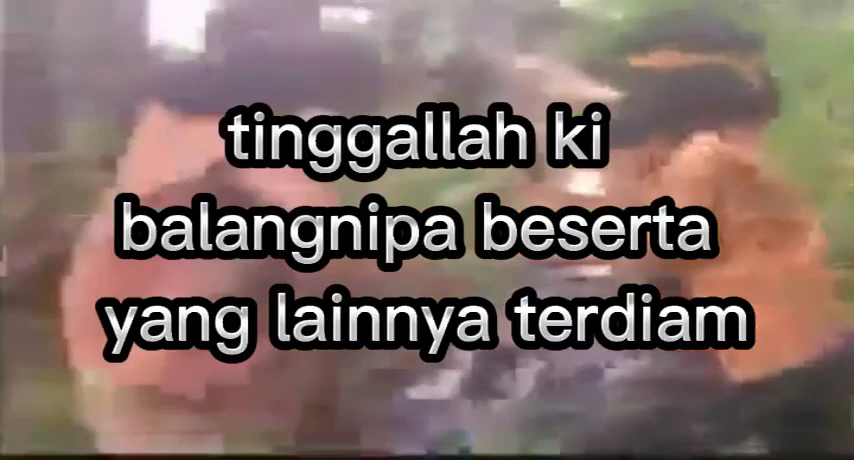 tinggallah ki
balangnipa beserta
yang lainnya terdiam